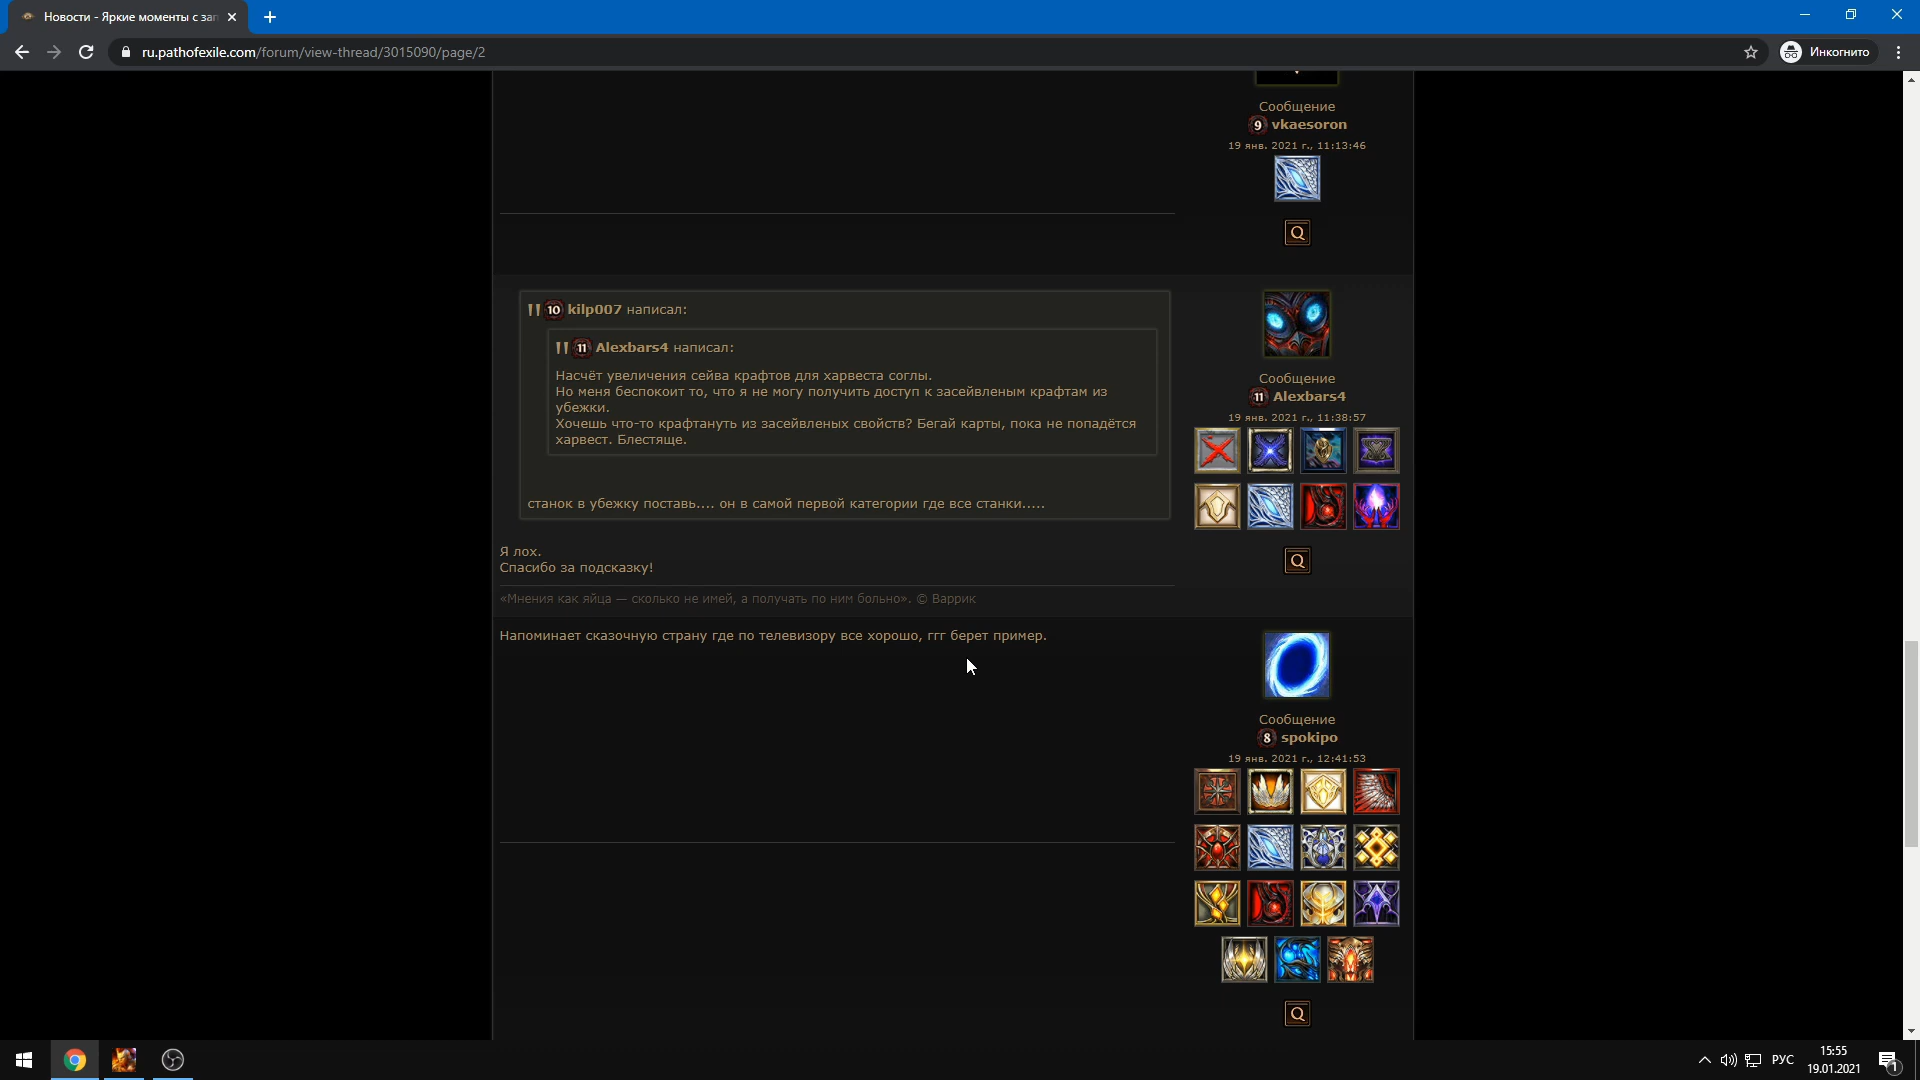 Новости - Яркие моменты с зап
ru.pathofexile.com/forum/view-thread/3015090/page/2
Инкогнито
Сообщение
9 vkaesoron
19 янв. 2021 г., 11:13:46
Q
10 kilp007 написал:
11 Alexbars4 написал:
Насчёт увеличения сейва крафтов для харвеста соглы.
Но меня беспокоит то, что я не могу получить доступ к засейвленым крафтам из
убежки.
Хочешь что-то крафтануть из засейвленых свойств? Бегай карты, пока не попадётся
харвест. Блестяще.
станок в убежку поставь.... он в самой первой категории где все станки.....
Я лох.
Спасибо за подсказку!
«Мнения как яйца — сколько не имей, а получать по ним больно». © Варрик
Сообщение
11 Alexbars4
19 янв. 2021 г., 11:38:57
Q
Напоминает сказочную страну где по телевизору все хорошо, ггг берет пример.
Сообщение
8 spokipo
19 янв. 2021 г., 12:41:53
Q
РУС
15:55
19.01.2021
1